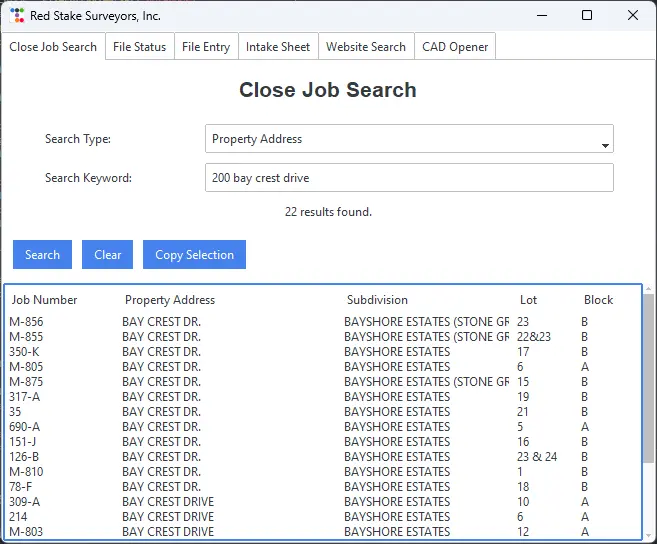 Red Stake Surveyors, Inc.
Close Job Search File Status File Entry Intake Sheet Website Search CAD Opener
Close Job Search
Search Type: Property Address
Search Keyword: 200 bay crest drive
22 results found.
Search Clear Copy Selection
Job Number Property Address Subdivision Lot Block
M-856 BAY CREST DR. BAYSHORE ESTATES (STONE GR 23 B
M-855 BAY CREST DR. BAYSHORE ESTATES (STONE GR 22&23 B
350-K BAY CREST DR. BAYSHORE ESTATES 17 B
M-805 BAY CREST DR. BAYSHORE ESTATES 6 A
M-875 BAY CREST DR. BAYSHORE ESTATES (STONE GR 15 B
317-A BAY CREST DR. BAYSHORE ESTATES 19 B
35 BAY CREST DR. BAYSHORE ESTATES 21 B
690-A BAY CREST DR. BAYSHORE ESTATES 5 A
151-J BAY CREST DR. BAYSHORE ESTATES 16 B
126-B BAY CREST DR. BAYSHORE ESTATES 23 & 24 B
M-810 BAY CREST DR. BAYSHORE ESTATES 1 B
78-F BAY CREST DR. BAYSHORE ESTATES 18 B
309-A BAY CREST DRIVE BAYSHORE ESTATES 10 A
214 BAY CREST DRIVE BAYSHORE ESTATES 6 A
M-803 BAY CREST DRIVE BAYSHORE ESTATES 12 A